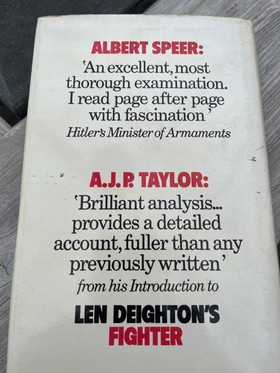 ALBERT SPEER:
‘An excellent, most
thorough examination.
I read page after page
with fascination’
Hitler's Minister of Armaments
A.J.P. TAYLOR:
‘Brilliant analysis...
provides a detailed
account, fuller than any
previously written’
from his Introduction to
LEN DEIGHTON'S
FIGHTER